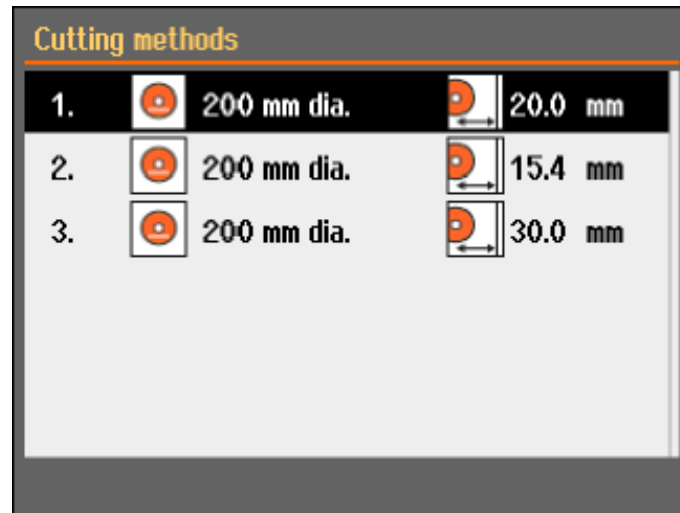 Cutting methods
1. 200 mm dia. 20.0 mm
2. 200 mm dia. 15.4 mm
3. 200 mm dia. 30.0 mm